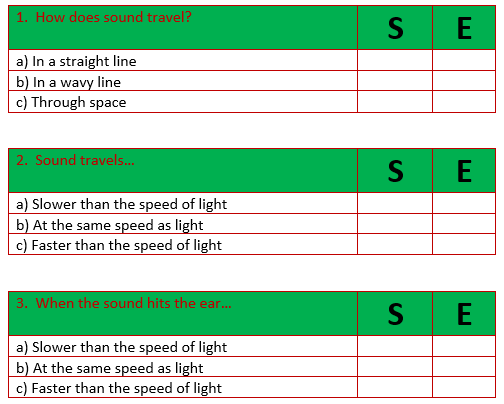 1. How does sound travel? S E
a) In a straight line
b) In a wavy line
c) Through space
2. Sound travels... S E
a) Slower than the speed of light
b) At the same speed as light
c) Faster than the speed of light
3. When the sound hits the ear... S E
a) Slower than the speed of light
b) At the same speed as light
c) Faster than the speed of light